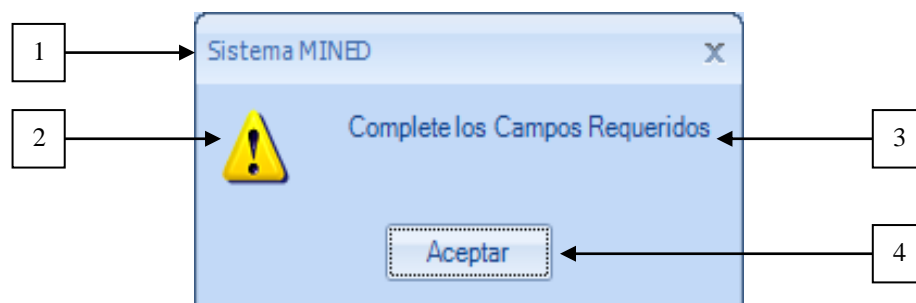 1
Sistema MINED
x
2
Complete los Campos Requeridos
3
Aceptar
4